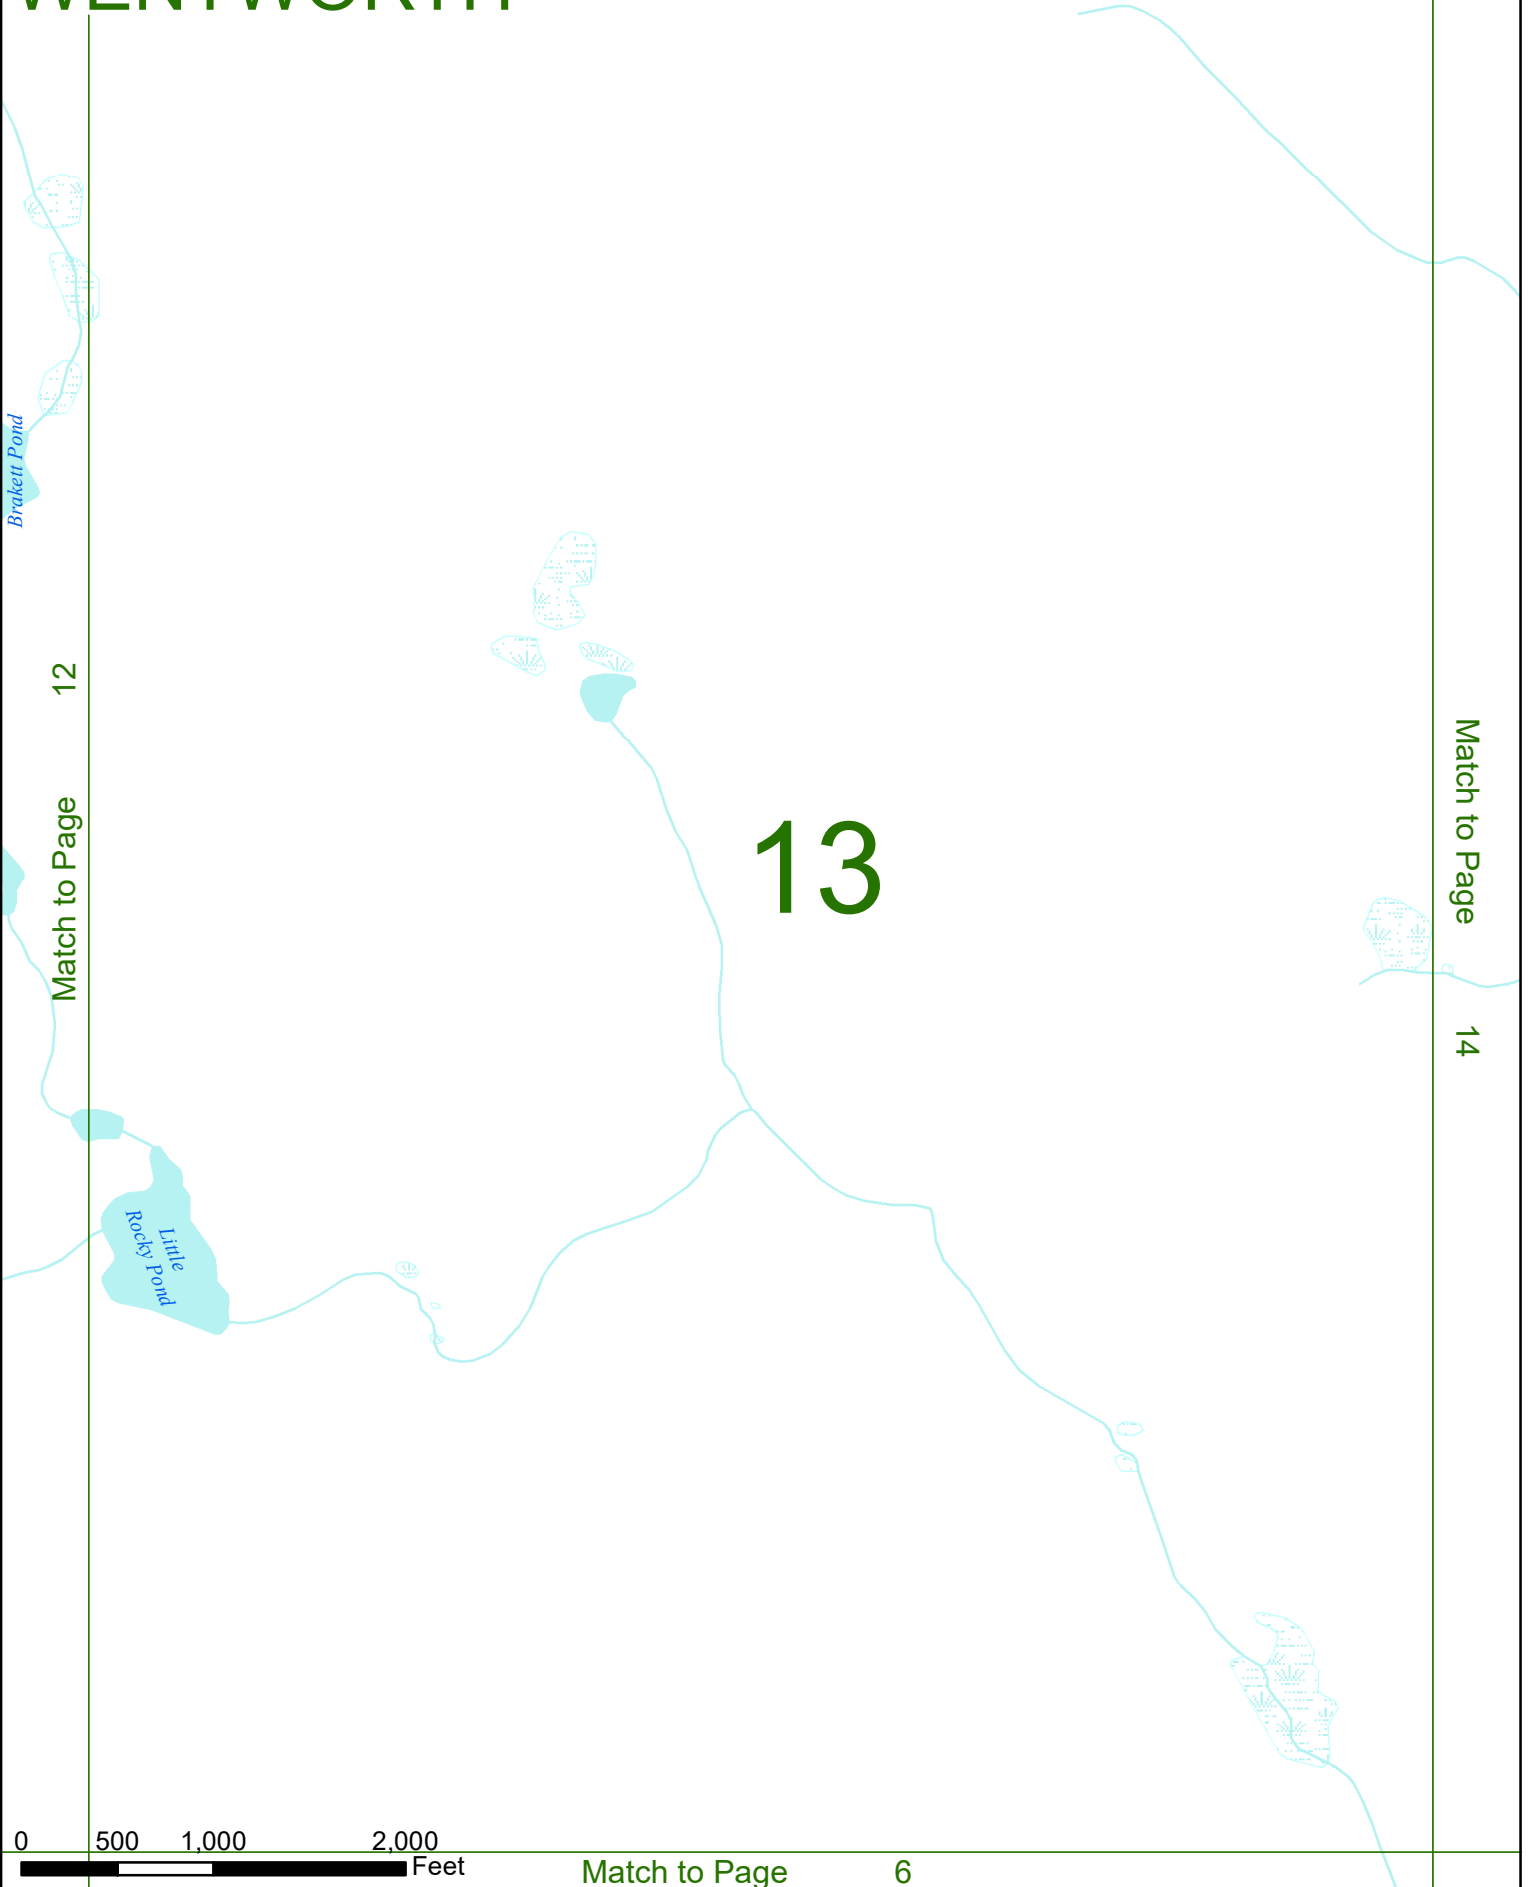 WENTWORTH
Brakett Pond
Match to Page 12
13
Match to Page 14
Little
Rocky Pond
0 500 1,000 2,000
Feet
Match to Page 6